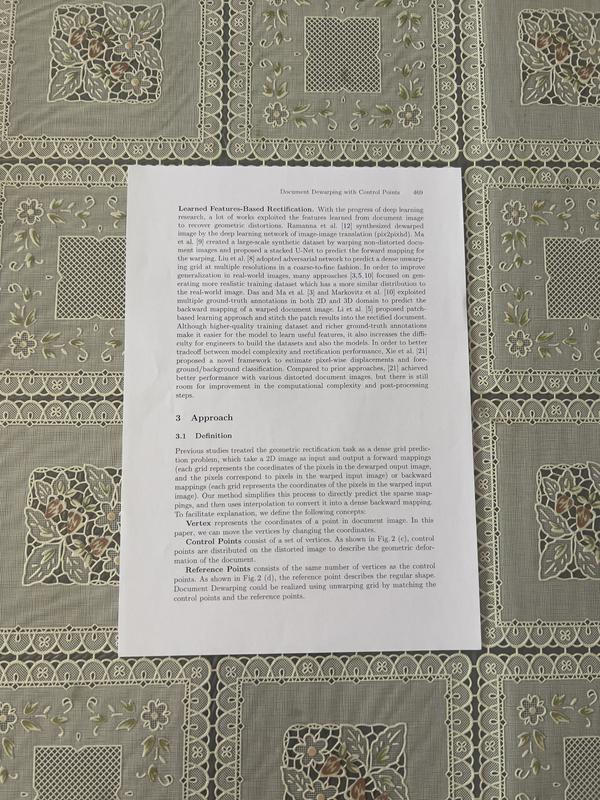 Document Dewarping with Control Points 469
Learned Features-Based Rectification. With the progress of deep learning
research, a lot of works exploited the features learned from document image
to recover geometric distortions. Ramanna et al. [12] synthesized dewarped
image by the deep learning network of image-image translation (pix2pixhd). Ma
et al. [9] created a large-scale synthetic dataset by warping non-distorted docu-
ment images and proposed a stacked U-Net to predict the forward mapping for
the warping. Liu et al. [8] adopted adversarial network to predict a dense unwarp-
ing grid at multiple resolutions in a coarse-to-fine fashion. In order to improve
generalization in real-world images, many approaches [3,5,10] focused on gen-
erating more realistic training dataset which has a more similar distribution to
the real-world image. Das and Ma et al. [3] and Markovitz et al. [10] exploited
multiple ground-truth annotations in both 2D and 3D domain to predict the
backward mapping of a warped document image. Li et al. [5] proposed patch-
based learning approach and stitch the patch results into the rectified document.
Although higher-quality training dataset and richer ground-truth annotations
make it easier for the model to learn useful features, it also increases the diffi-
culty for engineers to build the datasets and also the models. In order to better
tradeoff between model complexity and rectification performance, Xie et al. [21]
proposed a novel framework to estimate pixel-wise displacements and fore-
ground/background classification. Compared to prior approaches, [21] achieved
better performance with various distorted document images, but there is still
room for improvement in the computational complexity and post-processing
steps.
3 Approach
3.1 Definition
Previous studies treated the geometric rectification task as a dense grid predic-
tion problem, which take a 2D image as input and output a forward mappings
(each grid represents the coordinates of the pixels in the dewarped ouput image,
and the pixels correspond to pixels in the warped input image) or backward
mappings (each grid represents the coordinates of the pixels in the warped input
image). Our method simplifies this process to directly predict the sparse map-
pings, and then uses interpolation to convert it into a dense backward mapping.
To facilitate explanation, we define the following concepts:
Vertex represents the coordinates of a point in document image. In this
paper, we can move the vertices by changing the coordinates.
Control Points consist of a set of vertices. As shown in Fig. 2 (c), control
points are distributed on the distorted image to describe the geometric defor-
mation of the document.
Reference Points consists of the same number of vertices as the control
points. As shown in Fig. 2 (d), the reference point describes the regular shape.
Document Dewarping could be realized using unwarping grid by matching the
control points and the reference points.